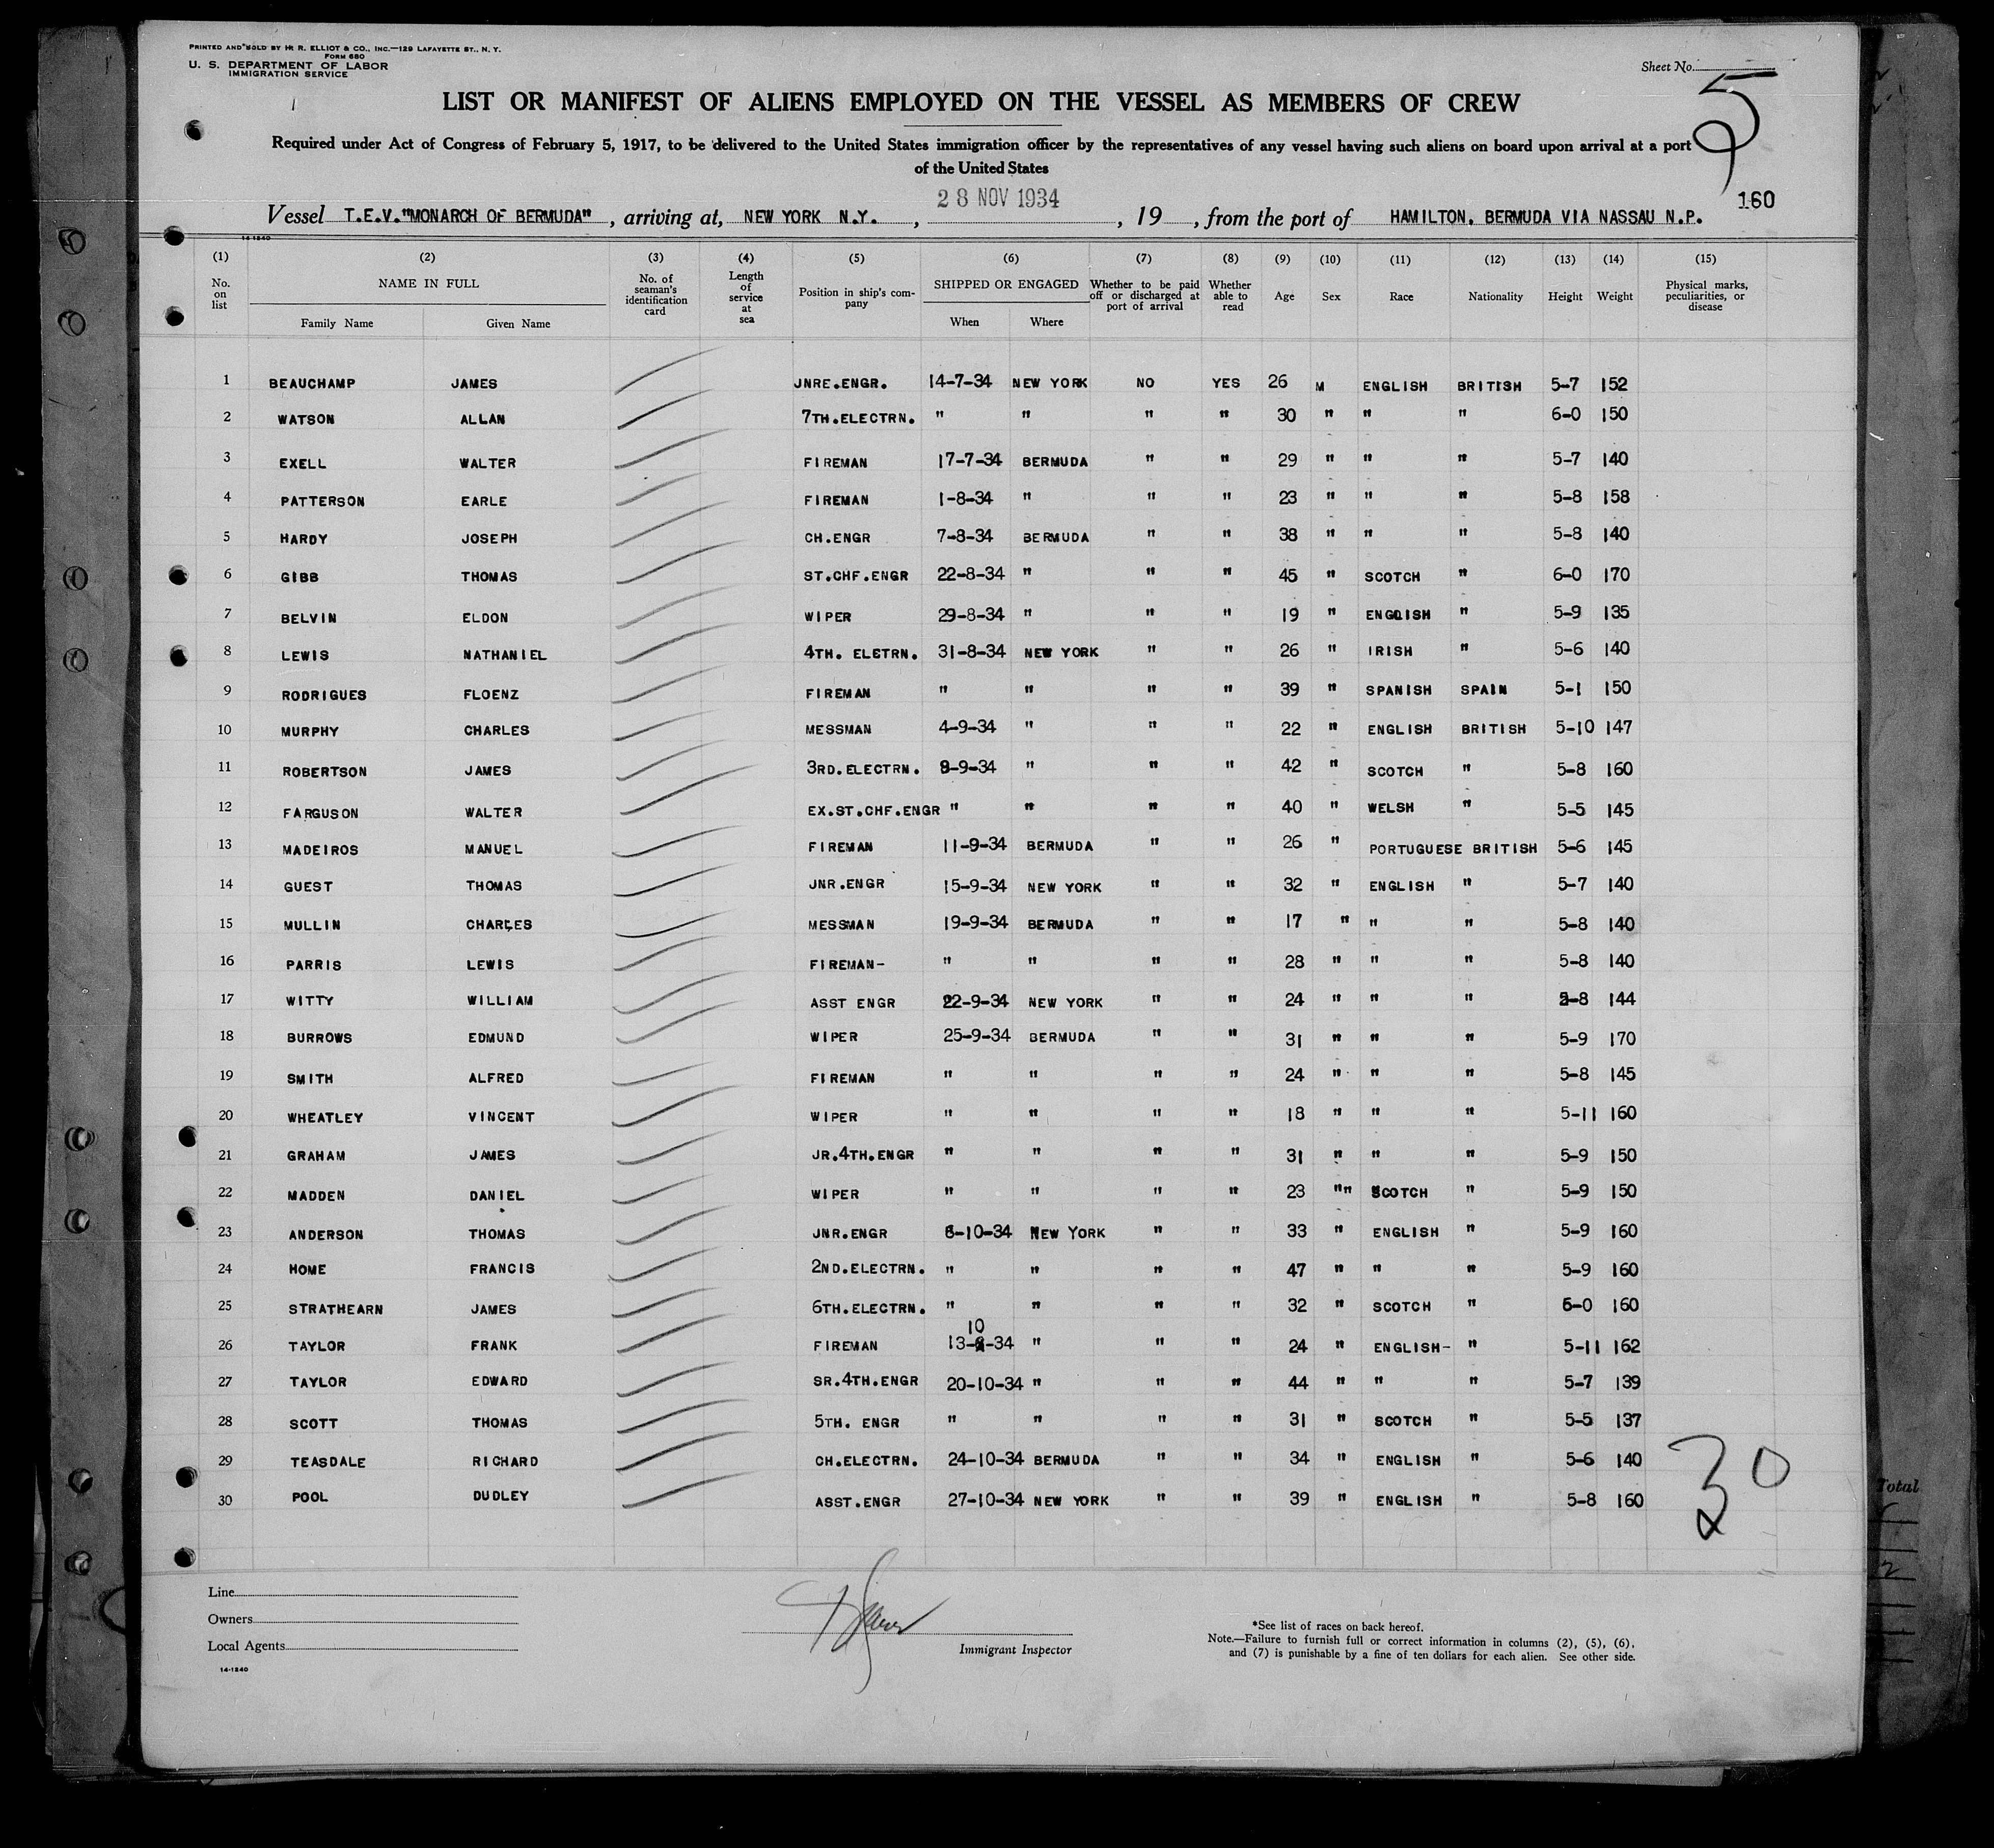 PRINTED AND SOLD BY H. R. ELLIOT & CO., INC.—129 LAFAYETTE ST., N. Y.
FORM 680
U. S. DEPARTMENT OF LABOR
IMMIGRATION SERVICE
Sheet No.
5
LIST OR MANIFEST OF ALIENS EMPLOYED ON THE VESSEL AS MEMBERS OF CREW
Required under Act of Congress of February 5, 1917, to be delivered to the United States immigration officer by the representatives of any vessel having such aliens on board upon arrival at a port
of the United States
28 NOV 1934
160
Vessel T.E.V."MONARCH OF BERMUDA", arriving at, NEW YORK N.Y., , 19 , from the port of HAMILTON, BERMUDA VIA NASSAU N.P.
14-1240
(1) (2) (3) (4) (5) (6) (7) (8) (9) (10) (11) (12) (13) (14) (15)
No. on list NAME IN FULL Family Name Given Name No. of seaman's identification card Length of service at sea Position in ship's company SHIPPED OR ENGAGED When Where Whether to be paid off or discharged at port of arrival Whether able to read Age Sex Race Nationality Height Weight Physical marks, peculiarities, or disease
1 BEAUCHAMP JAMES JNRE.ENGR. 14-7-34 NEW YORK NO YES 26 M ENGLISH BRITISH 5-7 152
2 WATSON ALLAN 7TH.ELECTRN. " " " " 30 " " " 6-0 150
3 EXELL WALTER FIREMAN 17-7-34 BERMUDA " " 29 " " " 5-7 140
4 PATTERSON EARLE FIREMAN 1-8-34 " " " 23 " " " 5-8 158
5 HARDY JOSEPH CH.ENGR 7-8-34 BERMUDA " " 38 " " " 5-8 140
6 GIBB THOMAS ST.CHF.ENGR 22-8-34 " " " 45 " SCOTCH " 6-0 170
7 BELVIN ELDON WIPER 29-8-34 " " " 19 " ENGLISH " 5-9 135
8 LEWIS NATHANIEL 4TH. ELETRN. 31-8-34 NEW YORK " " 26 " IRISH " 5-6 140
9 RODRIGUES FLOENZ FIREMAN " " " " 39 " SPANISH SPAIN 5-1 150
10 MURPHY CHARLES MESSMAN 4-9-34 " " " 22 " ENGLISH BRITISH 5-10 147
11 ROBERTSON JAMES 3RD.ELECTRN. 8-9-34 " " " 42 " SCOTCH " 5-8 160
12 FARGUSON WALTER EX.ST.CHF.ENGR " " " " 40 " WELSH " 5-5 145
13 MADEIROS MANUEL FIREMAN 11-9-34 BERMUDA " " 26 " PORTUGUESE BRITISH 5-6 145
14 GUEST THOMAS JNR.ENGR 15-9-34 NEW YORK " " 32 " ENGLISH " 5-7 140
15 MULLIN CHARLES MESSMAN 19-9-34 BERMUDA " " 17 " " " 5-8 140
16 PARRIS LEWIS FIREMAN- " " " " 28 " " " 5-8 140
17 WITTY WILLIAM ASST ENGR 22-9-34 NEW YORK " " 24 " " " 5-8 144
18 BURROWS EDMUND WIPER 25-9-34 BERMUDA " " 31 " " " 5-9 170
19 SMITH ALFRED FIREMAN " " " " 24 " " " 5-8 145
20 WHEATLEY VINCENT WIPER " " " " 18 " " " 5-11 160
21 GRAHAM JAMES JR.4TH.ENGR " " " " 31 " " " 5-9 150
22 MADDEN DANIEL WIPER " " " " 23 "" SCOTCH " 5-9 150
23 ANDERSON THOMAS JNR.ENGR 6-10-34 NEW YORK " " 33 " ENGLISH " 5-9 160
24 HOME FRANCIS 2ND.ELECTRN. " " " " 47 " " " 5-9 160
25 STRATHEARN JAMES 6TH.ELECTRN. " " " " 32 " SCOTCH " 6-0 160
10
26 TAYLOR FRANK FIREMAN 13-9-34 " " " 24 " ENGLISH- " 5-11 162
27 TAYLOR EDWARD SR.4TH.ENGR 20-10-34 " " " 44 " " " 5-7 139
28 SCOTT THOMAS 5TH. ENGR " " " " 31 " SCOTCH " 5-5 137
29 TEASDALE RICHARD CH.ELECTRN. 24-10-34 BERMUDA " " 34 " ENGLISH " 5-6 140
30 POOL DUDLEY ASST.ENGR 27-10-34 NEW YORK " " 39 " ENGLISH " 5-8 160
30
Total
Line
Owners
Local Agents
14-1240
Immigrant Inspector
*See list of races on back hereof.
Note.—Failure to furnish full or correct information in columns (2), (5), (6),
and (7) is punishable by a fine of ten dollars for each alien. See other side.